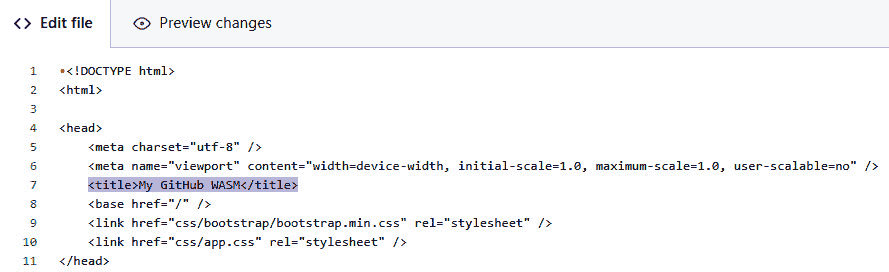 Edit file
Preview changes
1 <!DOCTYPE html>
2 <html>
3
4 <head>
5 <meta charset="utf-8" />
6 <meta name="viewport" content="width=device-width, initial-scale=1.0, maximum-scale=1.0, user-scalable=no" />
7 <title>My GitHub WASM</title>
8 <base href="/" />
9 <link href="css/bootstrap/bootstrap.min.css" rel="stylesheet" />
10 <link href="css/app.css" rel="stylesheet" />
11 </head>